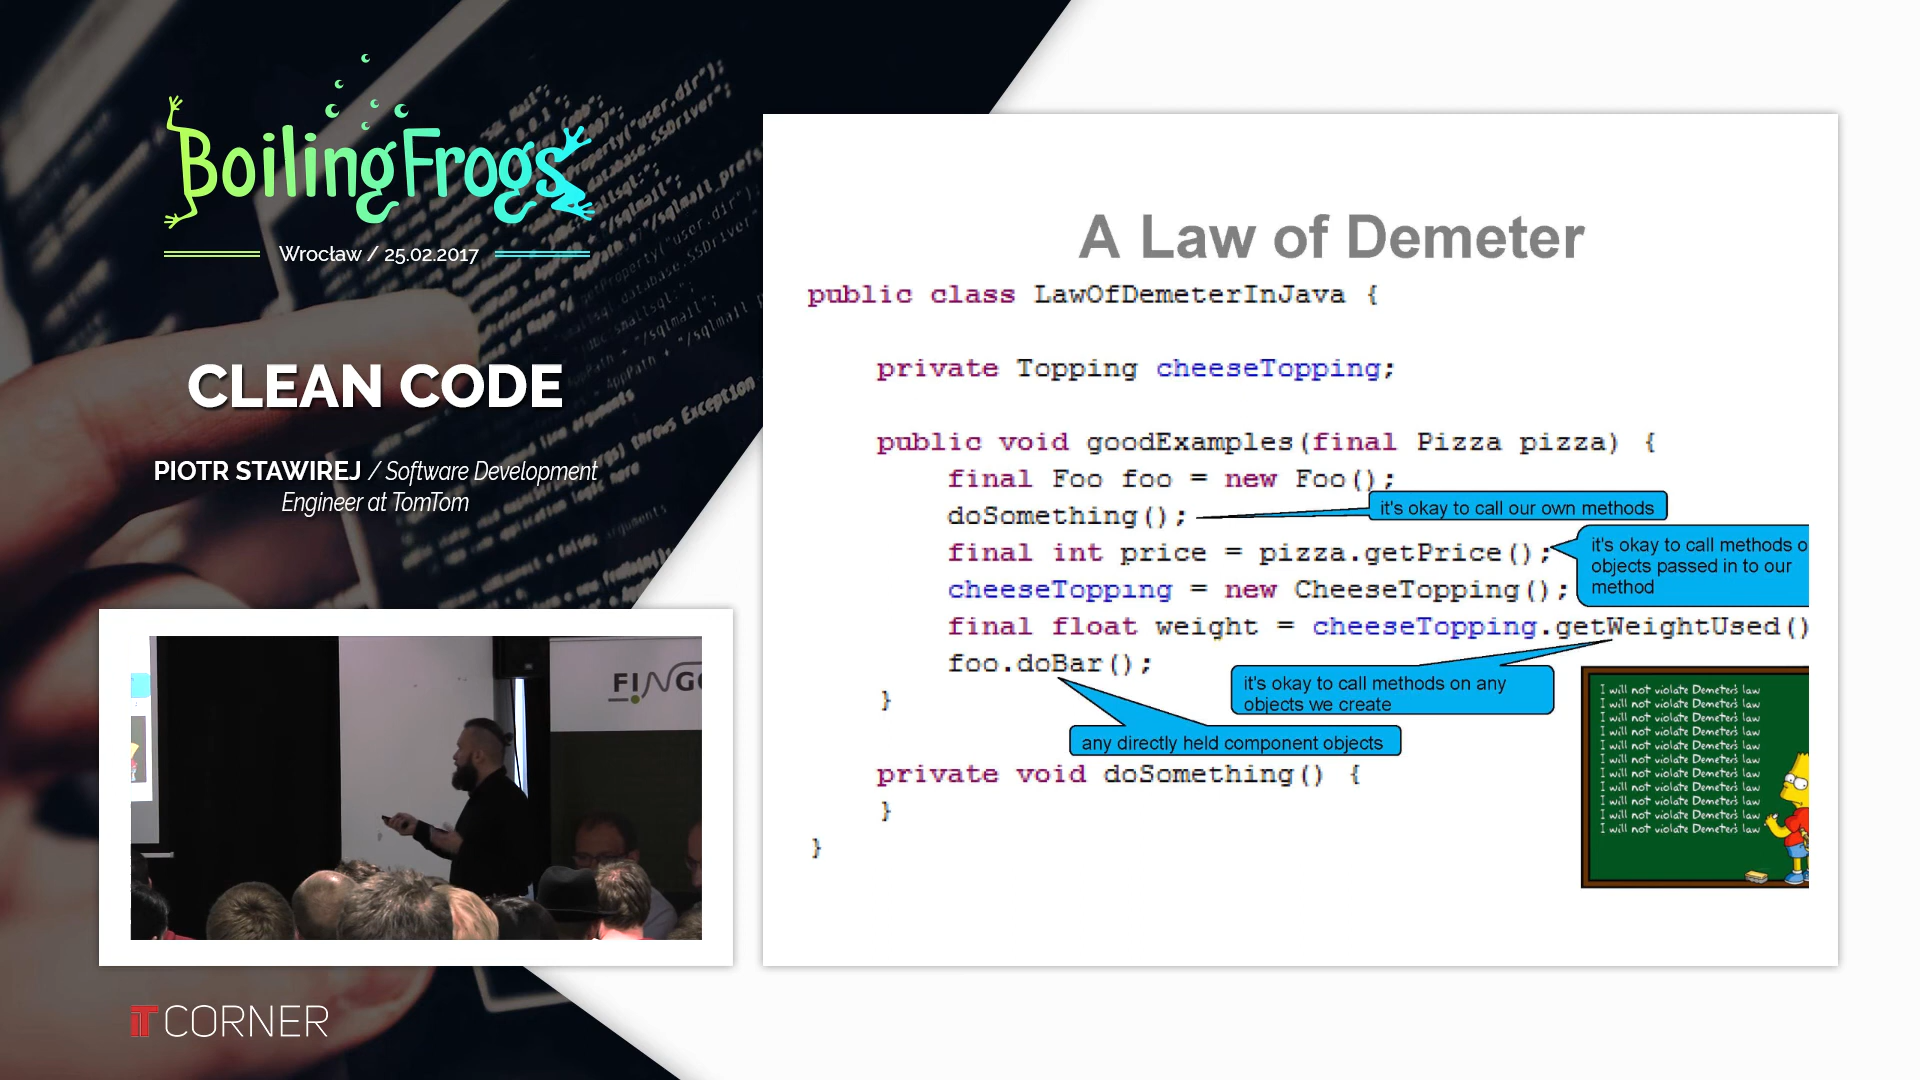 BoilingFrogs
Wrocław / 25.02.2017
CLEAN CODE
PIOTR STAWIREJ / Software Development
Engineer at TomTom
FINGO
IT CORNER
A Law of Demeter
public class LawOfDemeterInJava {
private Topping cheeseTopping;
public void goodExamples(final Pizza pizza) {
final Foo foo = new Foo();
doSomething();
it's okay to call our own methods
final int price = pizza.getPrice();
it's okay to call methods o
objects passed in to our
method
cheeseTopping = new CheeseTopping();
final float weight = cheeseTopping.getWeightUsed()
foo.doBar();
it's okay to call methods on any
objects we create
}
any directly held component objects
private void doSomething() {
}
}
I will not violate Demeter's law
I will not violate Demeter's law
I will not violate Demeter's law
I will not violate Demeter's law
I will not violate Demeter's law
I will not violate Demeter's law
I will not violate Demeter's law
I will not violate Demeter's law
I will not violate Demeter's law
I will not violate Demeter's law
I will not violate Demeter's law